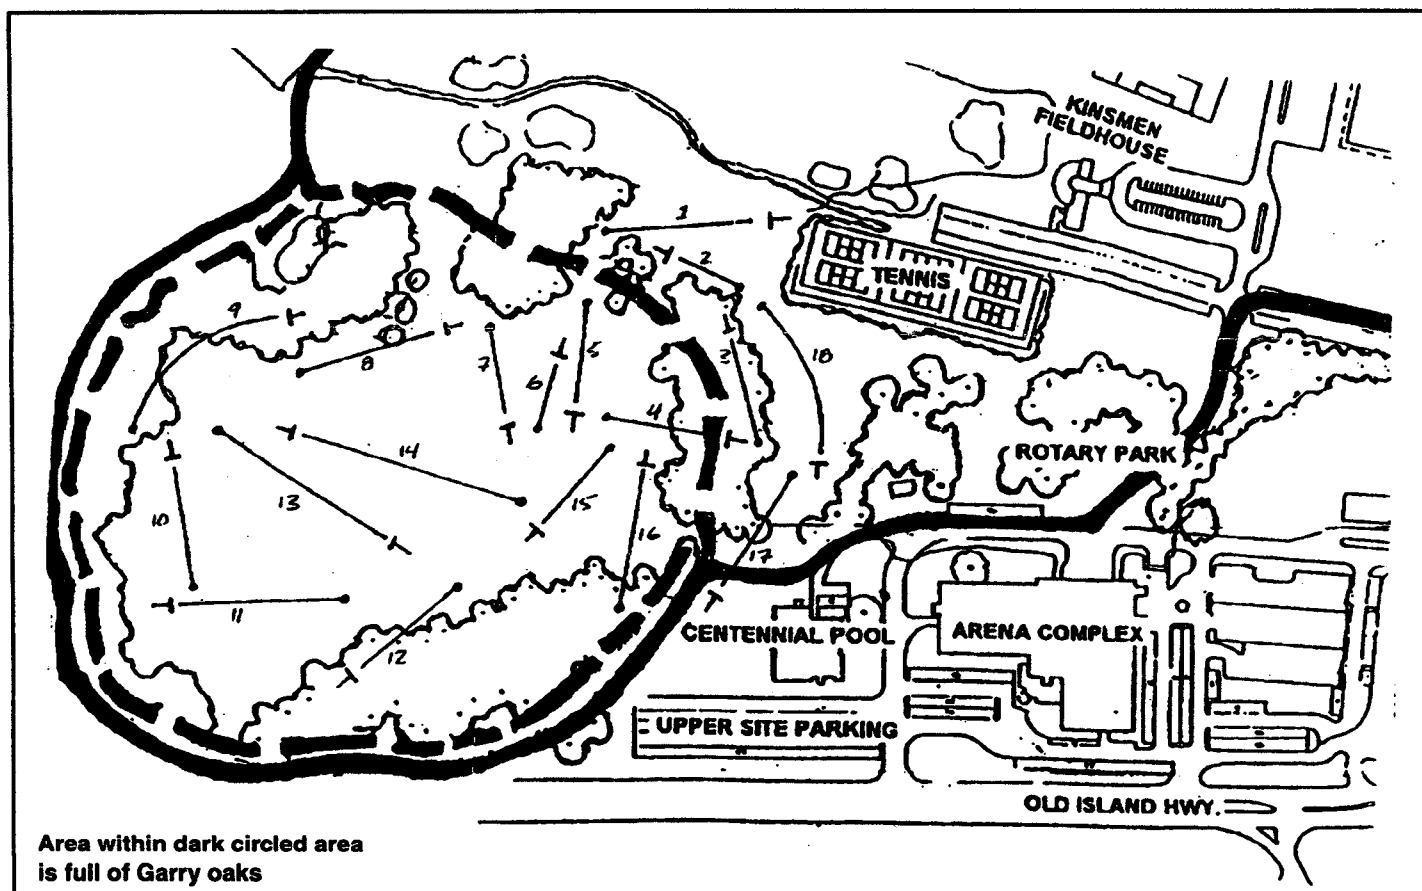 KINSMEN
FIELDHOUSE
1
2
TENNIS
9
3
18
8
7
6
5
4
14
ROTARY PARK
13
15
10
16
17
11
CENTENNIAL POOL
ARENA COMPLEX
12
UPPER SITE PARKING
OLD ISLAND HWY.
Area within dark circled area
is full of Garry oaks